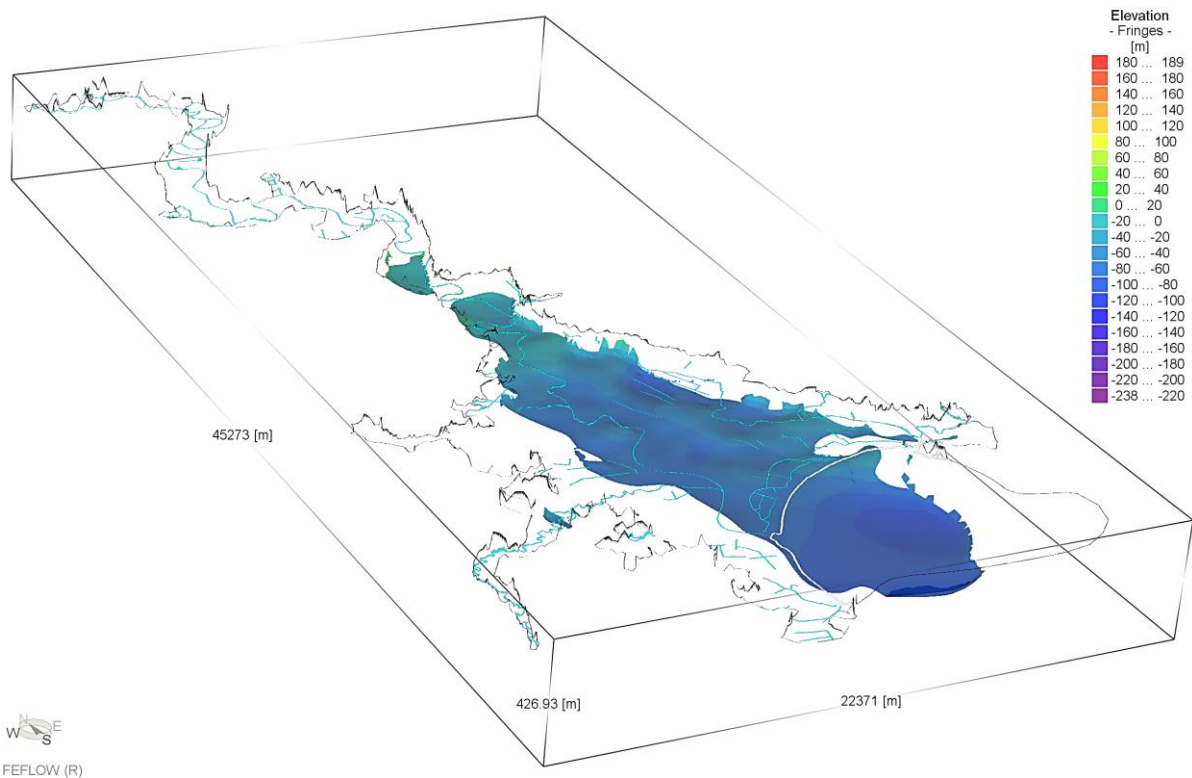 Elevation
- Fringes -
[m]
180 ... 189
160 ... 180
140 ... 160
120 ... 140
100 ... 120
80 ... 100
60 ... 80
40 ... 60
20 ... 40
0 ... 20
-20 ... 0
-40 ... -20
-60 ... -40
-80 ... -60
-100 ... -80
-120 ... -100
-140 ... -120
-160 ... -140
-180 ... -160
-200 ... -180
-220 ... -200
-238 ... -220
45273 [m]
426.93 [m]
22371 [m]
N
W E
S
FEFLOW (R)